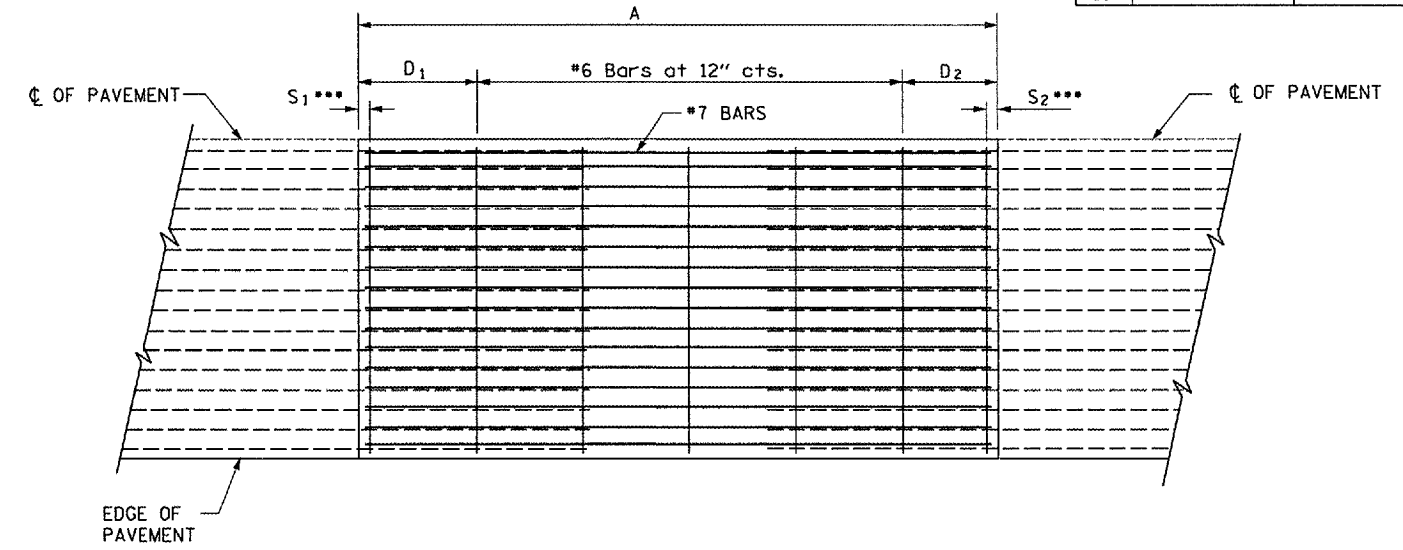 A
D1
#6 Bars at 12" cts.
D2
℄ OF PAVEMENT
S1***
#7 BARS
S2***
℄ OF PAVEMENT
EDGE OF
PAVEMENT